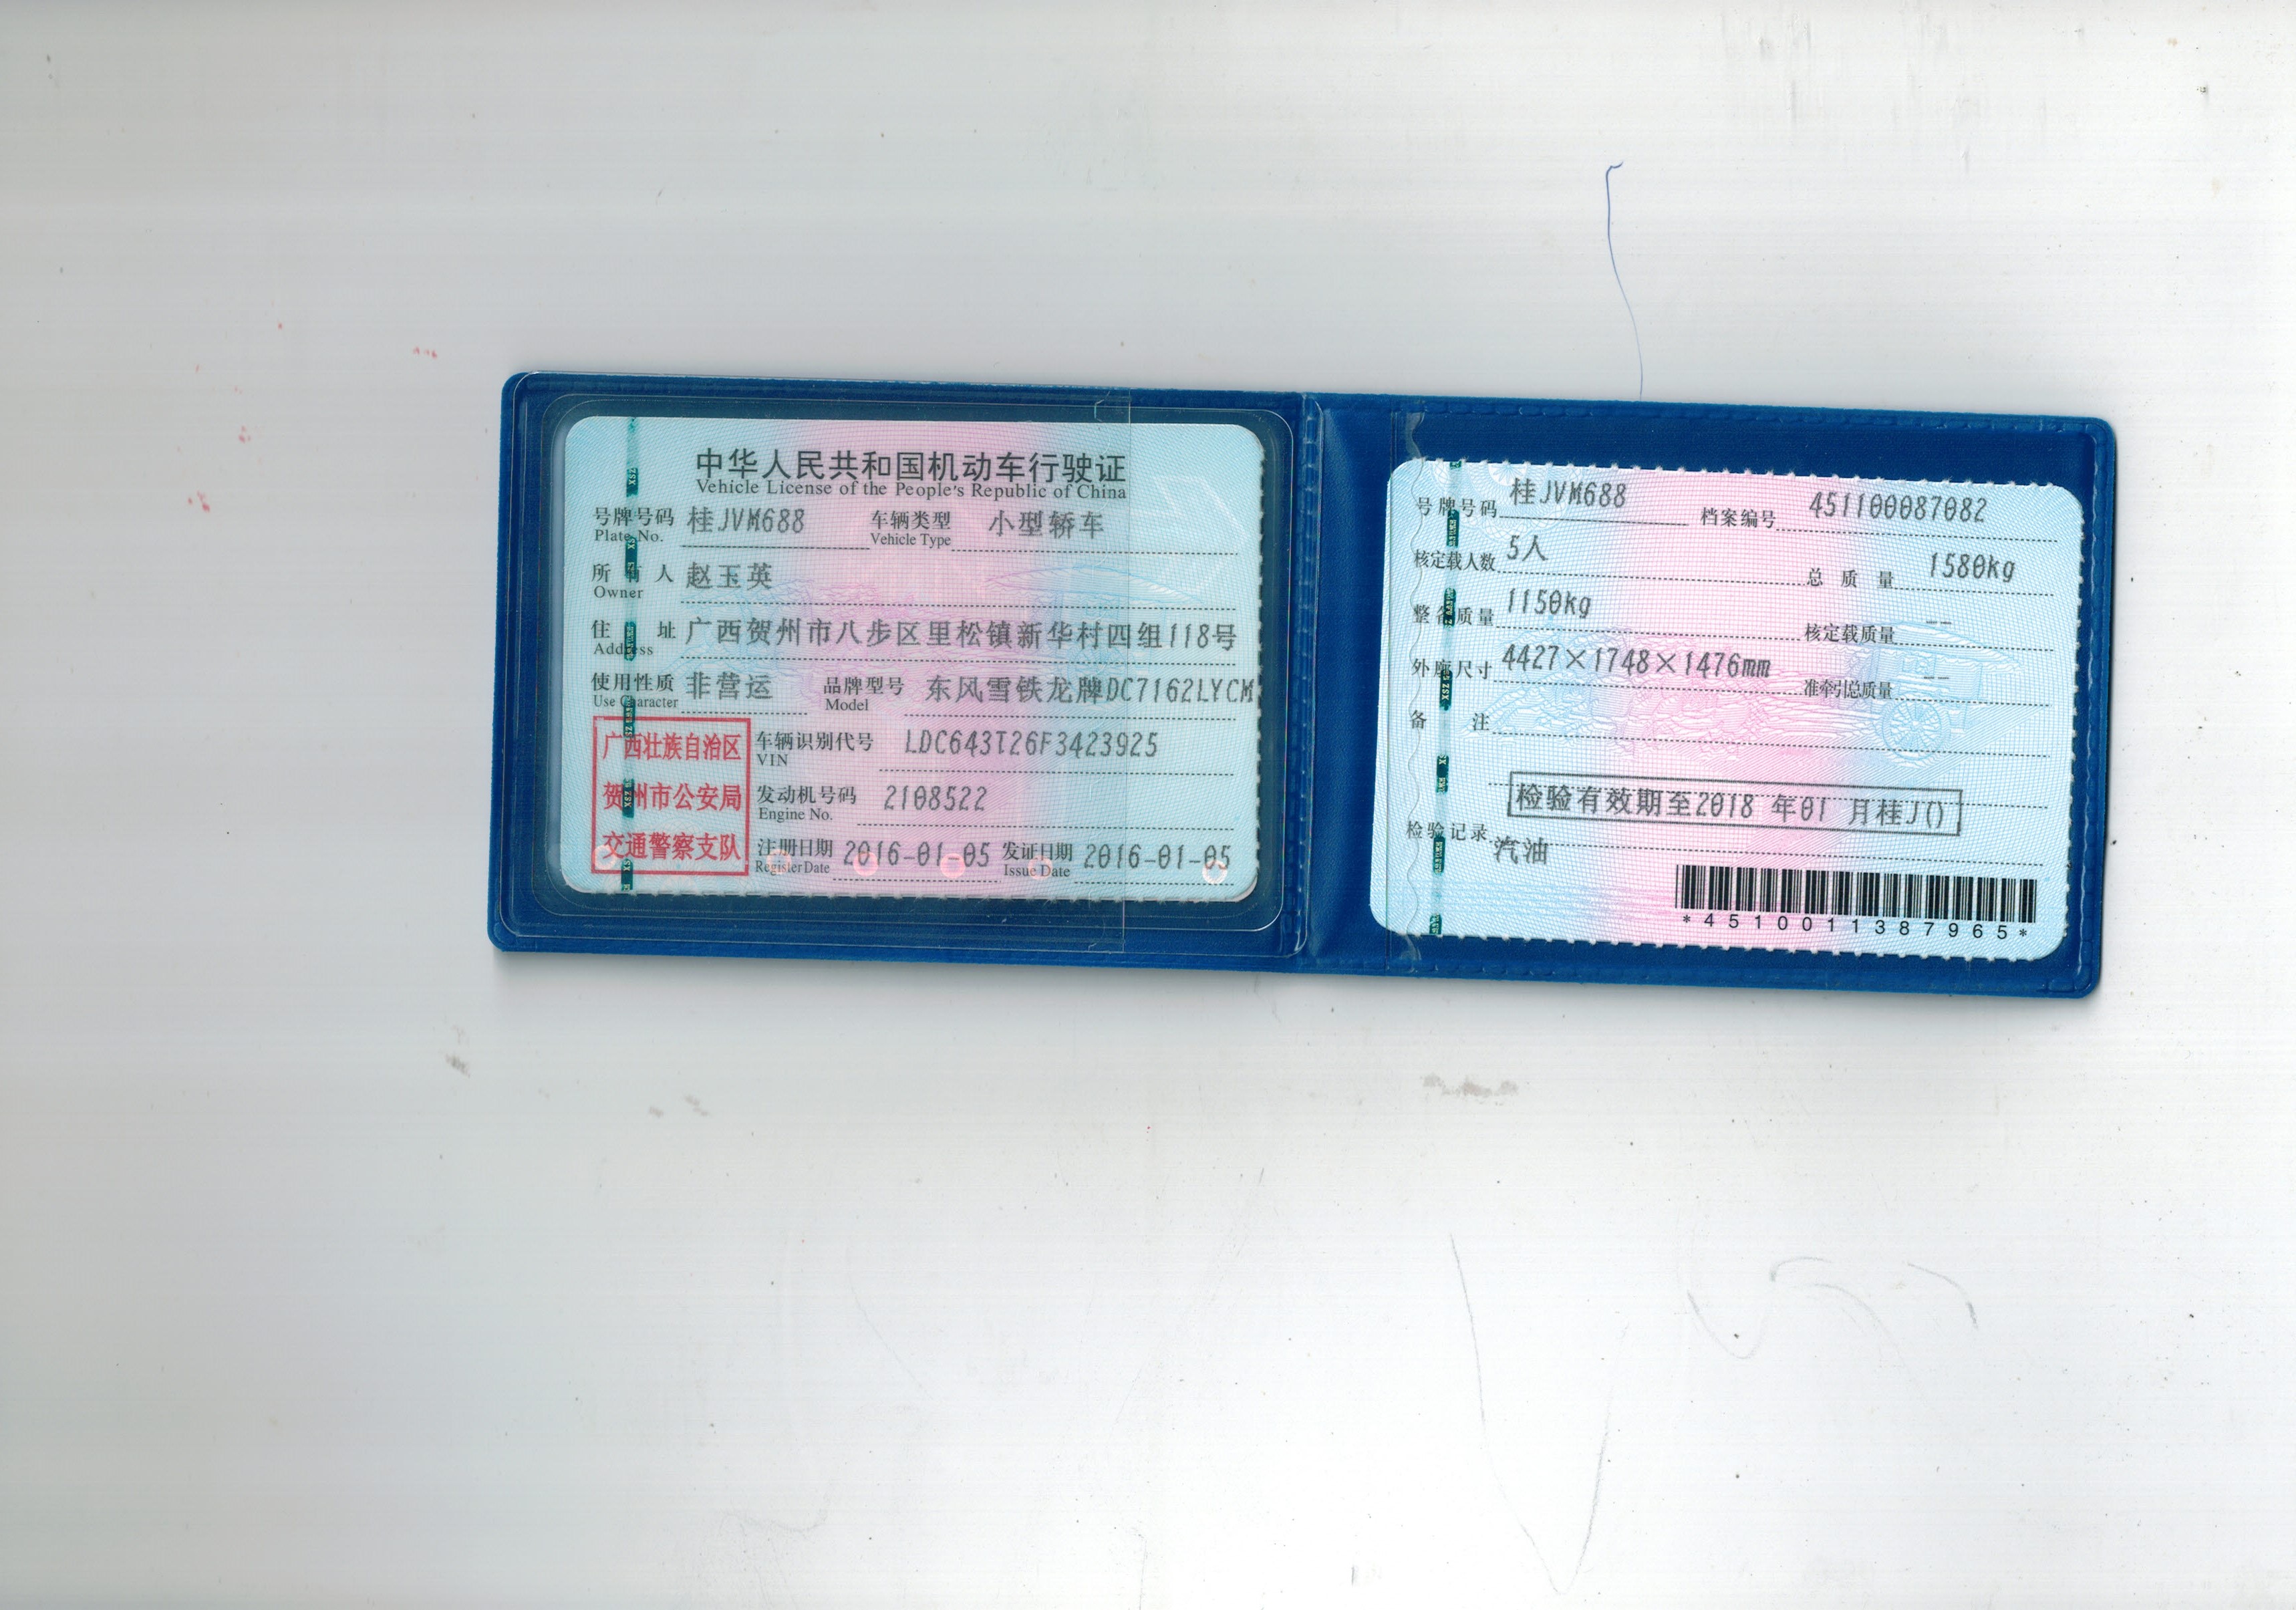 中华人民共和国机动车行驶证
Vehicle License of the People's Republic of China
号牌号码 桂JVM688 车辆类型 小型轿车
Plate No. Vehicle Type
所有人 赵玉英
Owner
住址 广西贺州市八步区里松镇新华村四组118号
Address
使用性质 非营运 品牌型号 东风雪铁龙牌DC7162LYCM
Use Character Model
广西壮族自治区
贺州市公安局
交通警察支队
车辆识别代号 LDC643T26F3423925
VIN
发动机号码 2108522
Engine No.
注册日期 2016-01-05 发证日期 2016-01-05
Register Date Issue Date
号牌号码 桂JVM688 档案编号 451100087082
核定载人数 5人 总质量 1580kg
整备质量 1150kg 核定载质量 --
外廓尺寸 4427×1748×1476mm 准牵引总质量 --
备注
检验有效期至2018 年01 月桂J()
检验记录
汽油
*4510011387965*